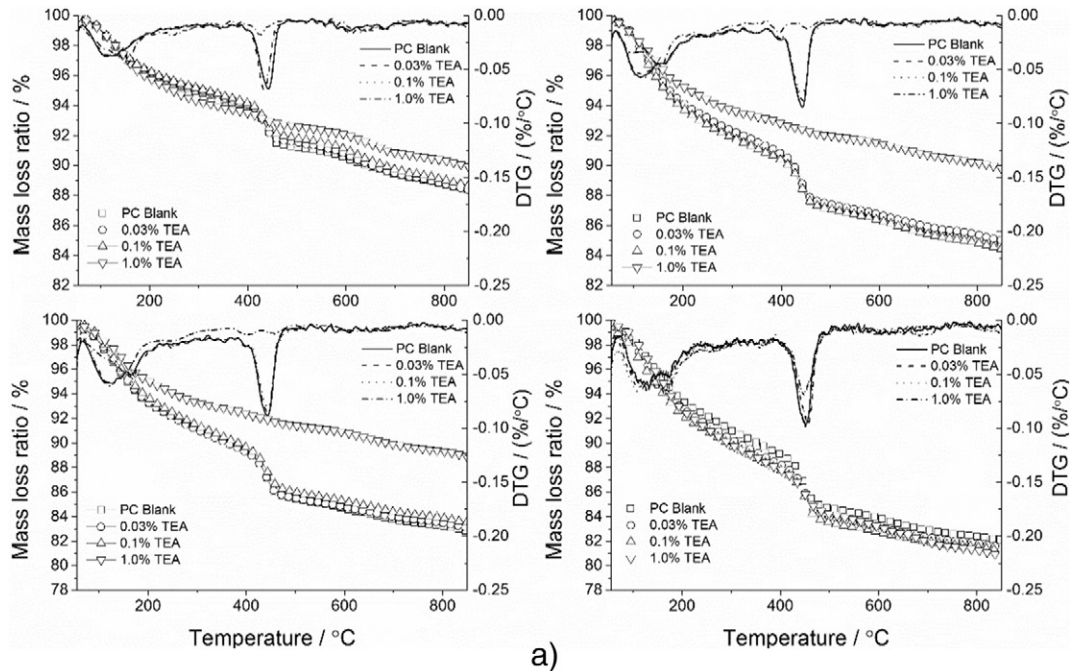 Mass loss ratio / %
100
98
96
94
92
90
88
86
84
82
PC Blank
0.03% TEA
0.1% TEA
1.0% TEA
PC Blank
0.03% TEA
0.1% TEA
1.0% TEA
0.00
-0.05
-0.10
-0.15
-0.20
-0.25
DTG / (%/°C)
200 400 600 800
Mass loss ratio / %
100
98
96
94
92
90
88
86
84
82
PC Blank
0.03% TEA
0.1% TEA
1.0% TEA
PC Blank
0.03% TEA
0.1% TEA
1.0% TEA
0.00
-0.05
-0.10
-0.15
-0.20
-0.25
DTG / (%/°C)
200 400 600 800
Mass loss ratio / %
100
98
96
94
92
90
88
86
84
82
80
78
PC Blank
0.03% TEA
0.1% TEA
1.0% TEA
PC Blank
0.03% TEA
0.1% TEA
1.0% TEA
0.00
-0.05
-0.10
-0.15
-0.20
-0.25
DTG / (%/°C)
200 400 600 800
Temperature / °C
Mass loss ratio / %
100
98
96
94
92
90
88
86
84
82
80
78
PC Blank
0.03% TEA
0.1% TEA
1.0% TEA
PC Blank
0.03% TEA
0.1% TEA
1.0% TEA
0.00
-0.05
-0.10
-0.15
-0.20
-0.25
DTG / (%/°C)
200 400 600 800
Temperature / °C
a)